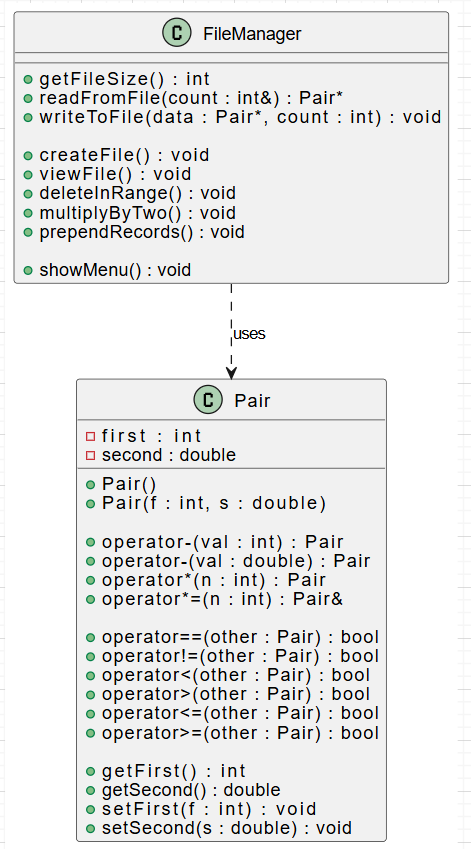 C FileManager
getFileSize() : int
readFromFile(count : int&) : Pair*
writeToFile(data : Pair*, count : int) : void
createFile() : void
viewFile() : void
deleteInRange() : void
multiplyByTwo() : void
prependRecords() : void
showMenu() : void
uses
C Pair
first : int
second : double
Pair()
Pair(f : int, s : double)
operator-(val : int) : Pair
operator-(val : double) : Pair
operator*(n : int) : Pair
operator*=(n : int) : Pair&
operator==(other : Pair) : bool
operator!=(other : Pair) : bool
operator<(other : Pair) : bool
operator>(other : Pair) : bool
operator<=(other : Pair) : bool
operator>=(other : Pair) : bool
getFirst() : int
getSecond() : double
setFirst(f : int) : void
setSecond(s : double) : void